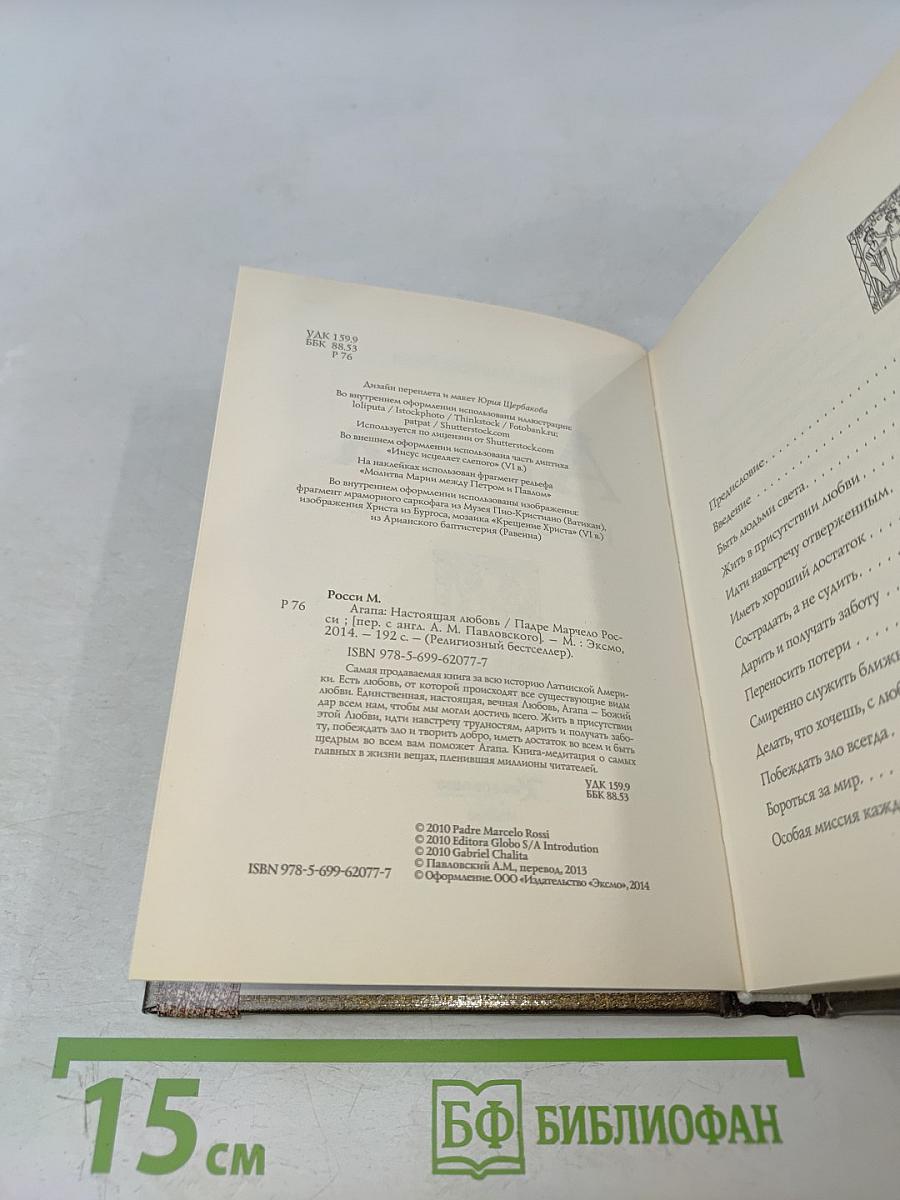 УДК 159.9
ББК 88.53
Р 76
Дизайн переплета и макет Юрия Щербакова
Во внутреннем оформлении использованы иллюстрации:
loliputa / Istockphoto / Thinkstock / Fotobank.ru;
patpat / Shutterstock.com
Используется по лицензии от Shutterstock.com
Во внешнем оформлении использована часть диптиха
«Иисус исцеляет слепого» (VI в.)
На наклейках использован фрагмент рельефа
«Молитва Марии между Петром и Павлом»
Во внутреннем оформлении использованы изображения:
фрагмент мраморного саркофага из Музея Пио-Кристиано (Ватикан),
изображения Христа из Бургоса, мозаика «Крещение Христа» (VI в.)
из Арианского баптистерия (Равенна)
Росси М.
Р 76 Агапа: Настоящая любовь / Падре Марчело Рос-
си ; [пер. с англ. А. М. Павловского]. – М. : Эксмо,
2014. – 192 с. – (Религиозный бестселлер).
ISBN 978-5-699-62077-7
Самая продаваемая книга за всю историю Латинской Амери-
ки. Есть любовь, от которой происходят все существующие виды
любви. Единственная, настоящая, вечная Любовь, Агапа – Божий
дар всем нам, чтобы мы могли достичь всего. Жить в присутствии
этой Любви, идти навстречу трудностям, дарить и получать забо-
ту, побеждать зло и творить добро, иметь достаток во всем и быть
щедрым во всем вам поможет Агапа. Книга-медитация о самых
главных в жизни вещах, пленившая миллионы читателей.
УДК 159.9
ББК 88.53
© 2010 Padre Marcelo Rossi
© 2010 Editora Globo S/A Introdution
© 2010 Gabriel Chalita
© Павловский А.М., перевод, 2013
ISBN 978-5-699-62077-7 © Оформление. ООО «Издательство «Эксмо», 2014
Предисловие. . . . . . . . . . . . . . .
Введение . . . . . . . . . . . . . . .
Быть людьми света. . . . . . . . . .
Жить в присутствии любви . . . .
Идти навстречу отверженным.
Иметь хороший достаток . . .
Сострадать, а не судить. . . .
Дарить и получать заботу . .
Переносить потери . . . . .
Смиренно служить
Делать, что хочешь, с
Побеждать зло всегда.
Бороться за мир. . . .
Особая миссия
15 см
БФ БИБЛИОФАН